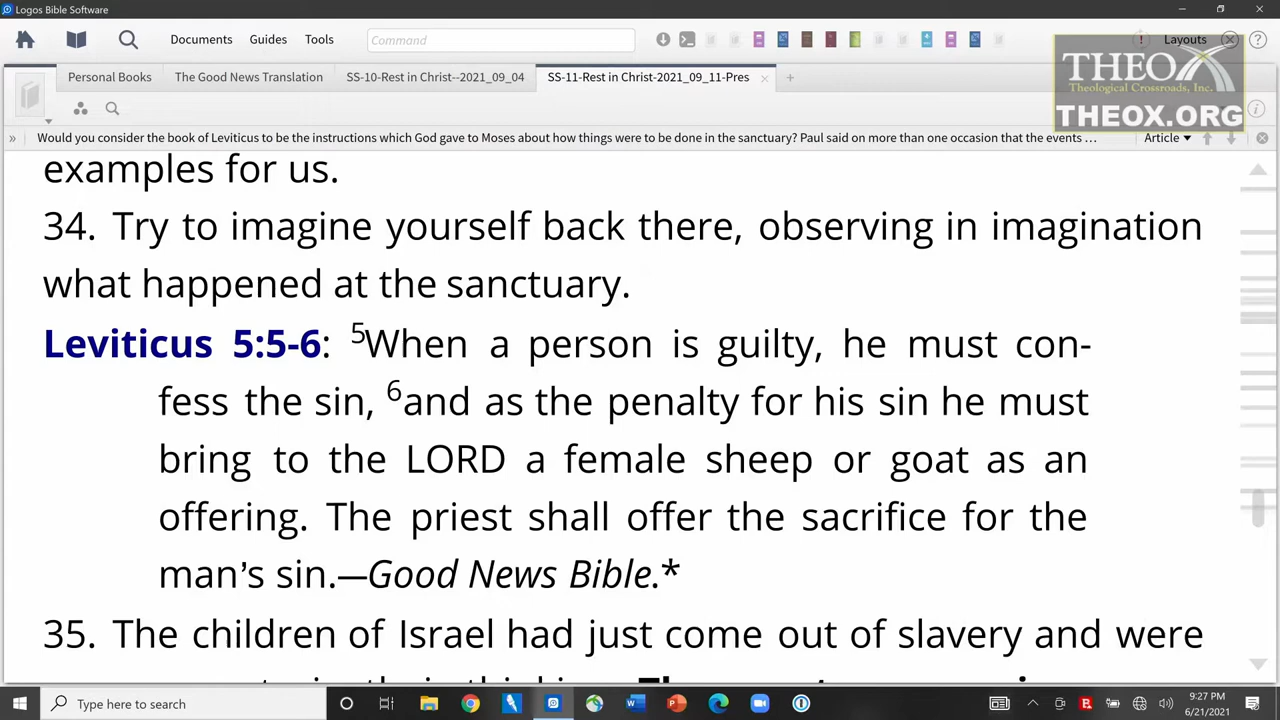 Logos Bible Software
Documents Guides Tools Command Layouts
THEOX
Theological Crossroads, Inc.
THEOX.ORG
Personal Books The Good News Translation SS-10-Rest in Christ--2021_09_04 SS-11-Rest in Christ-2021_09_11-Pres
» Would you consider the book of Leviticus to be the instructions which God gave to Moses about how things were to be done in the sanctuary? Paul said on more than one occasion that the events … Article
examples for us.
34. Try to imagine yourself back there, observing in imagination
what happened at the sanctuary.
Leviticus 5:5-6: ⁵When a person is guilty, he must con-
fess the sin, ⁶and as the penalty for his sin he must
bring to the LORD a female sheep or goat as an
offering. The priest shall offer the sacrifice for the
man’s sin.—Good News Bible.*
35. The children of Israel had just come out of slavery and were
Type here to search
9:27 PM
6/21/2021